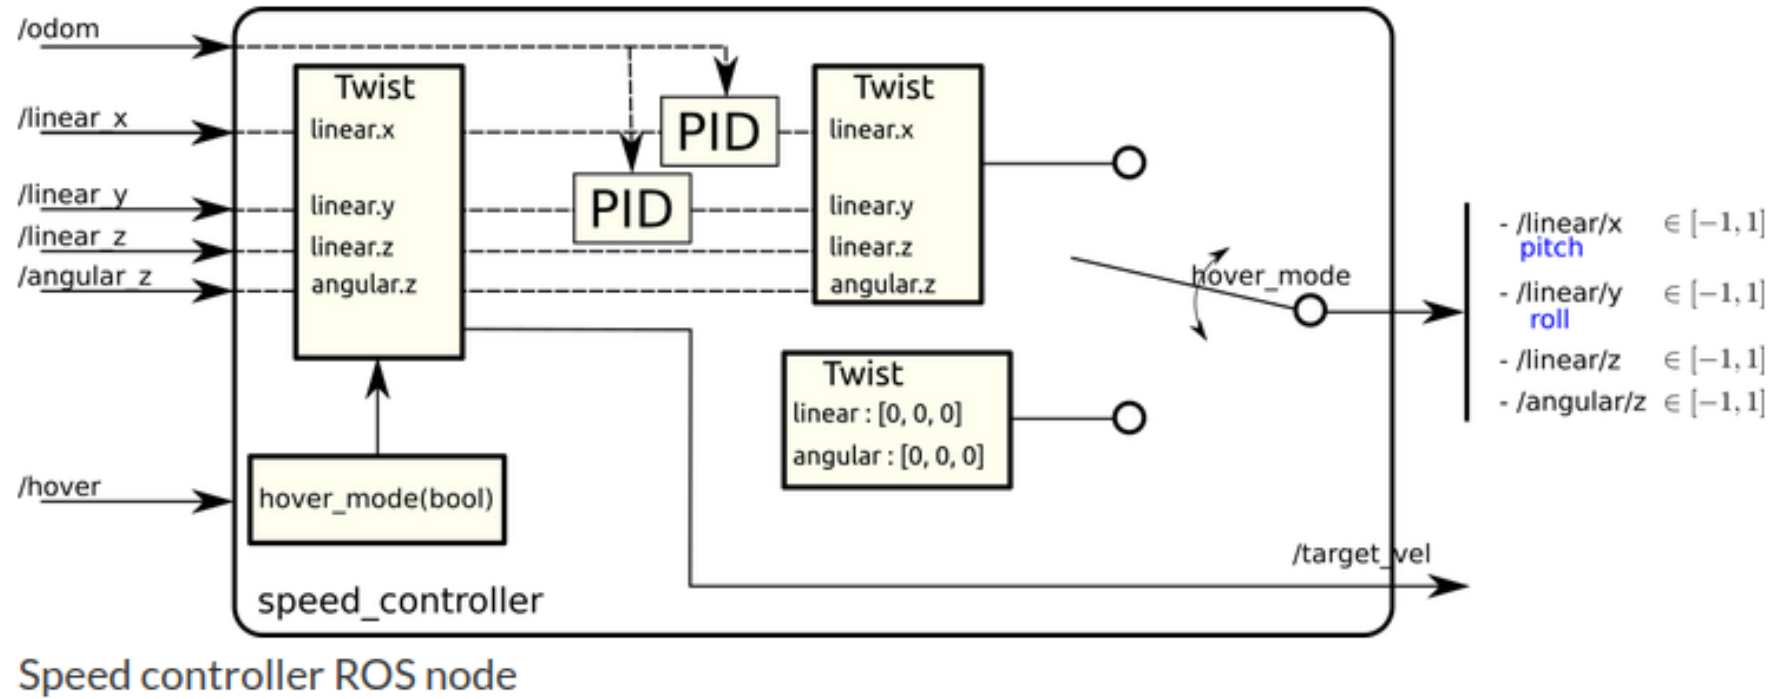 /odom
/linear_x
/linear_y
/linear_z
/angular_z
/hover
Twist
linear.x
linear.y
linear.z
angular.z
hover_mode(bool)
PID
PID
Twist
linear.x
linear.y
linear.z
angular.z
Twist
linear : [0, 0, 0]
angular : [0, 0, 0]
hover_mode
- /linear/x ∈ [−1, 1]
pitch
- /linear/y ∈ [−1, 1]
roll
- /linear/z ∈ [−1, 1]
- /angular/z ∈ [−1, 1]
/target_vel
speed_controller
Speed controller ROS node